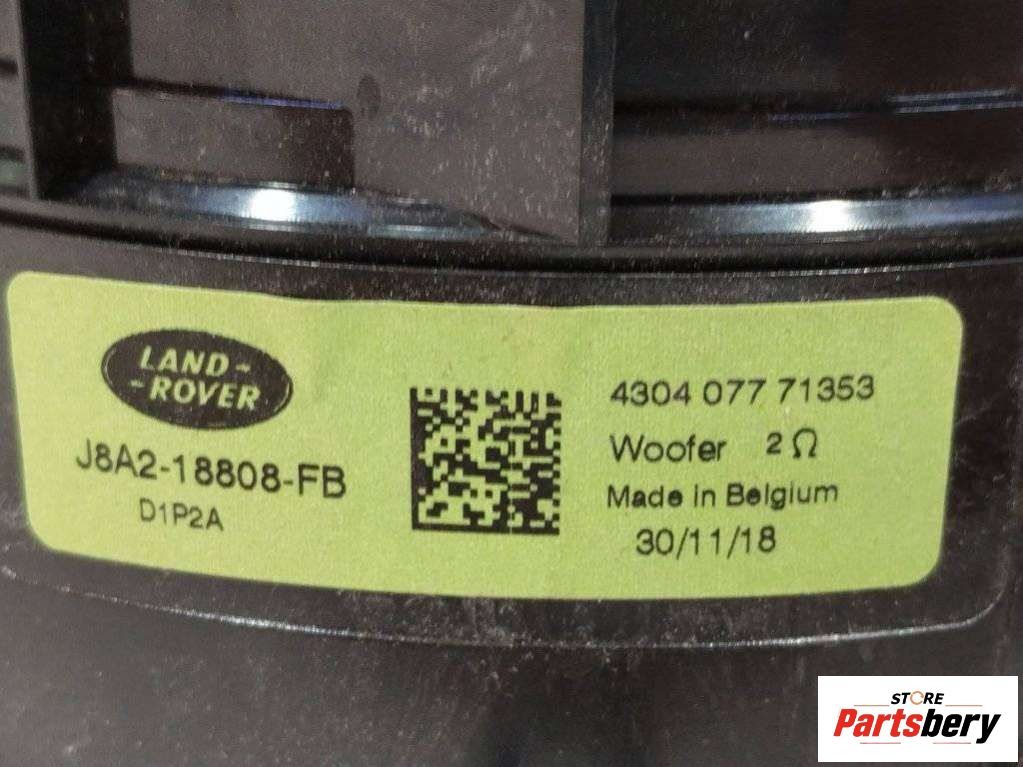 LAND-
-ROVER
J8A2-18808-FB
D1P2A
4304 077 71353
Woofer 2Ω
Made in Belgium
30/11/18
STORE
Partsbery